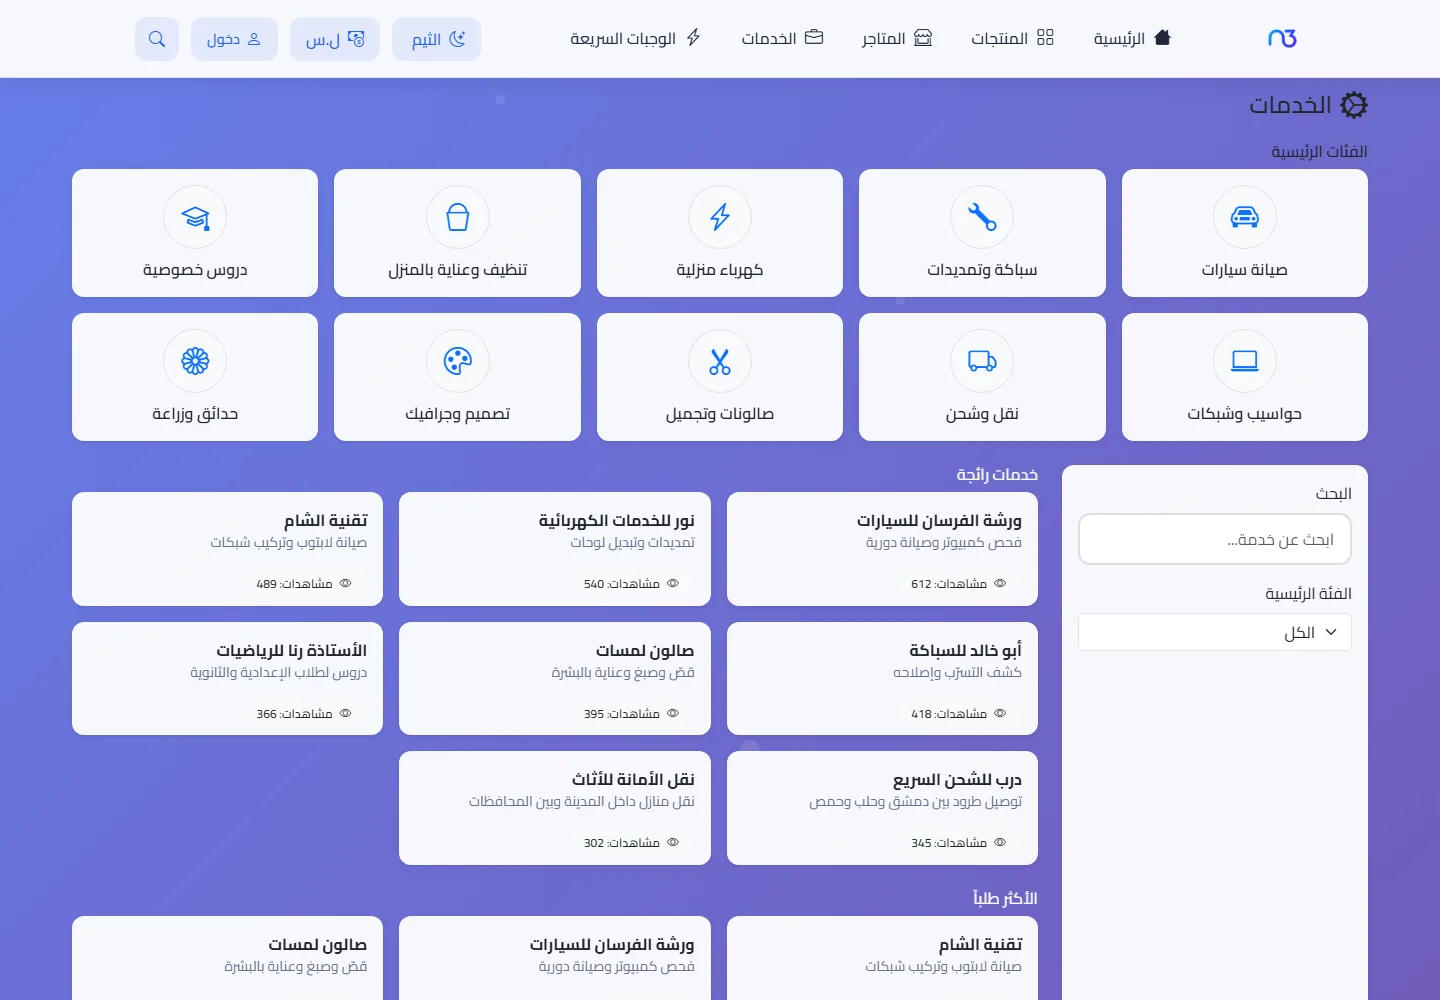 الرئيسية
المنتجات
المتاجر
الخدمات
الوجبات السريعة
الثيم
ل.س
دخول
الخدمات
الفئات الرئيسية
صيانة سيارات
سباكة وتمديدات
كهرباء منزلية
تنظيف وعناية بالمنزل
دروس خصوصية
حواسيب وشبكات
نقل وشحن
صالونات وتجميل
تصميم وجرافيك
حدائق وزراعة
البحث
ابحث عن خدمة...
الفئة الرئيسية
الكل
خدمات رائجة
ورشة الفرسان للسيارات
فحص كمبيوتر وصيانة دورية
مشاهدات: 612
نور للخدمات الكهربائية
تمديدات وتبديل لوحات
مشاهدات: 540
تقنية الشام
صيانة لابتوب وتركيب شبكات
مشاهدات: 489
أبو خالد للسباكة
كشف التسرّب وإصلاحه
مشاهدات: 418
صالون لمسات
قصّ وصبغ وعناية بالبشرة
مشاهدات: 395
الأستاذة رنا للرياضيات
دروس لطلاب الإعدادية والثانوية
مشاهدات: 366
درب للشحن السريع
توصيل طرود بين دمشق وحلب وحمص
مشاهدات: 345
نقل الأمانة للأثاث
نقل منازل داخل المدينة وبين المحافظات
مشاهدات: 302
الأكثر طلباً
تقنية الشام
صيانة لابتوب وتركيب شبكات
ورشة الفرسان للسيارات
فحص كمبيوتر وصيانة دورية
صالون لمسات
قصّ وصبغ وعناية بالبشرة